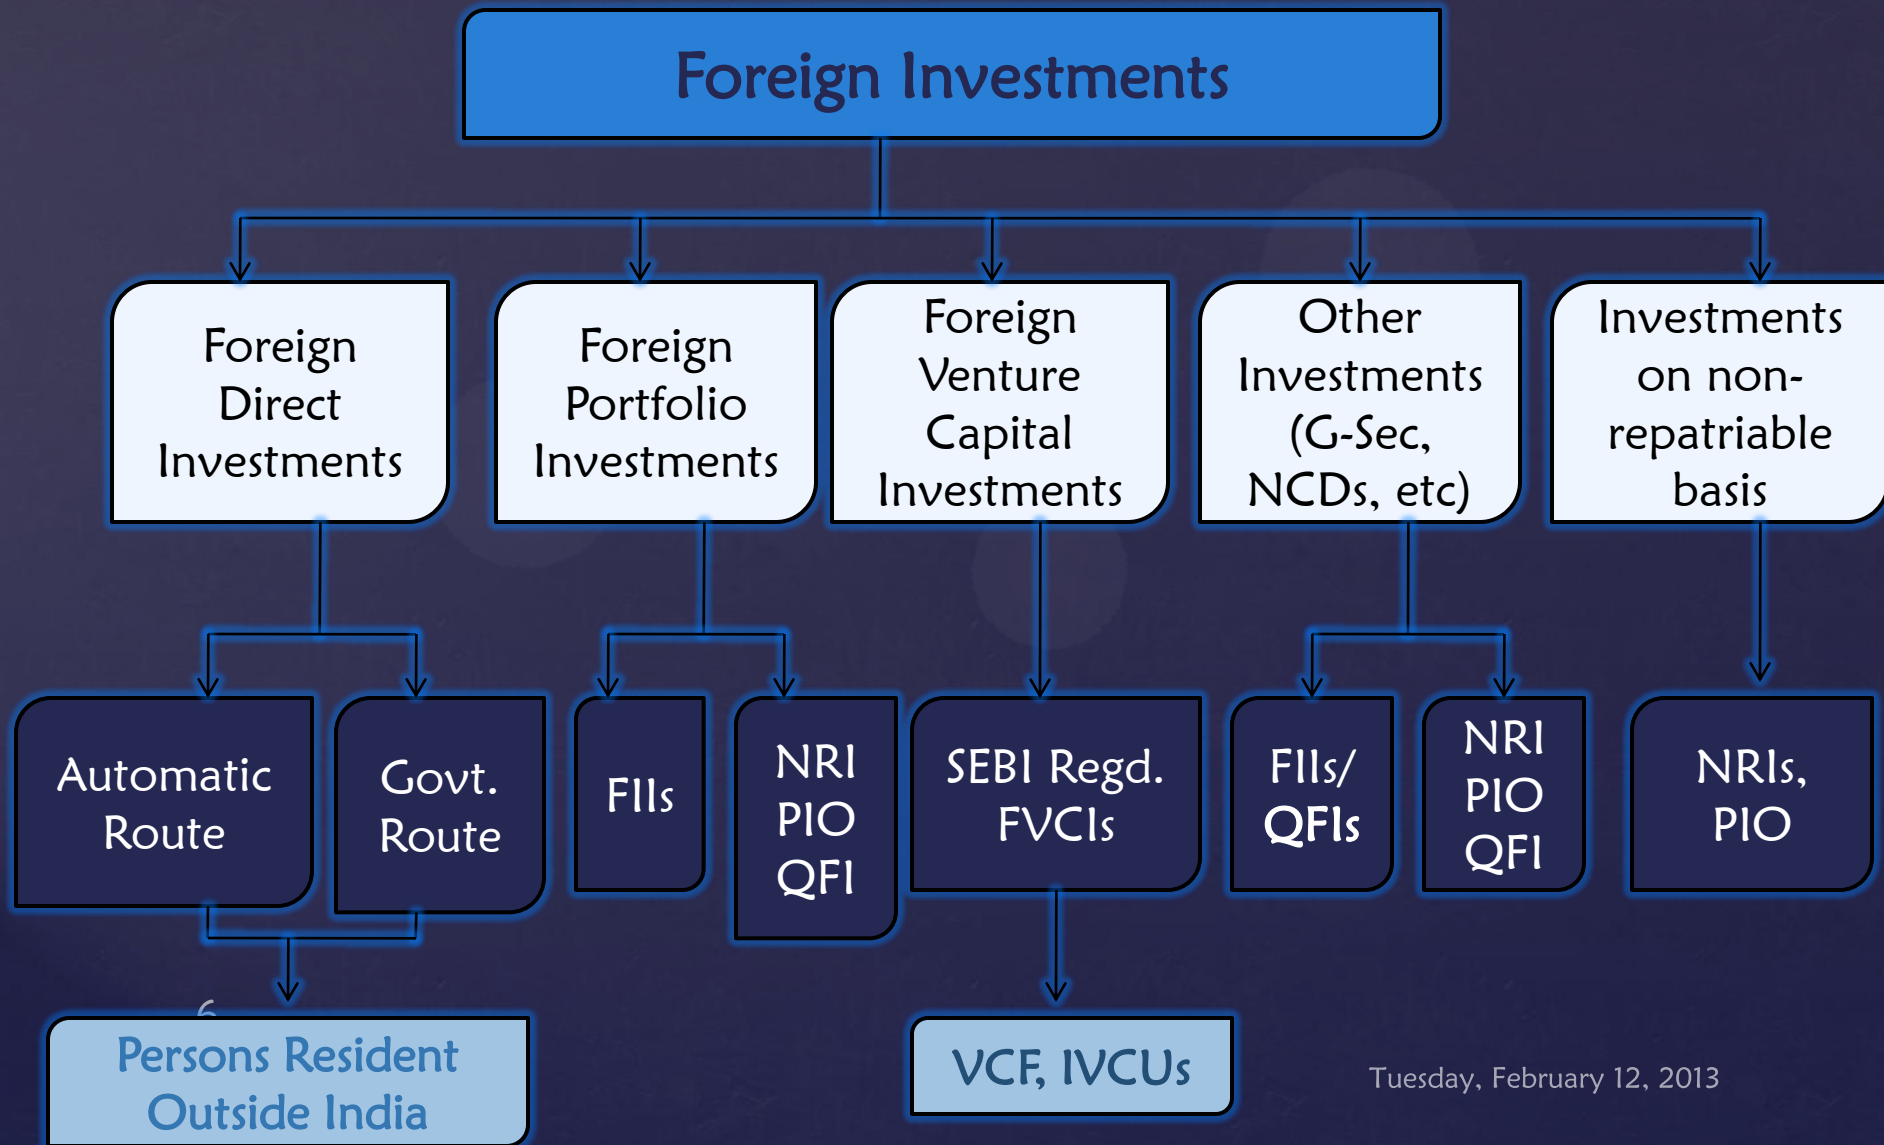 Foreign Investments
Foreign
Direct
Investments
Foreign
Portfolio
Investments
Foreign
Venture
Capital
Investments
Other
Investments
(G-Sec,
NCDs, etc)
Investments
on non-
repatriable
basis
Automatic
Route
Govt.
Route
FIIs
NRI
PIO
QFI
SEBI Regd.
FVCIs
FIIs/
QFIs
NRI
PIO
QFI
NRIs,
PIO
6
Persons Resident
Outside India
VCF, IVCUs
Tuesday, February 12, 2013